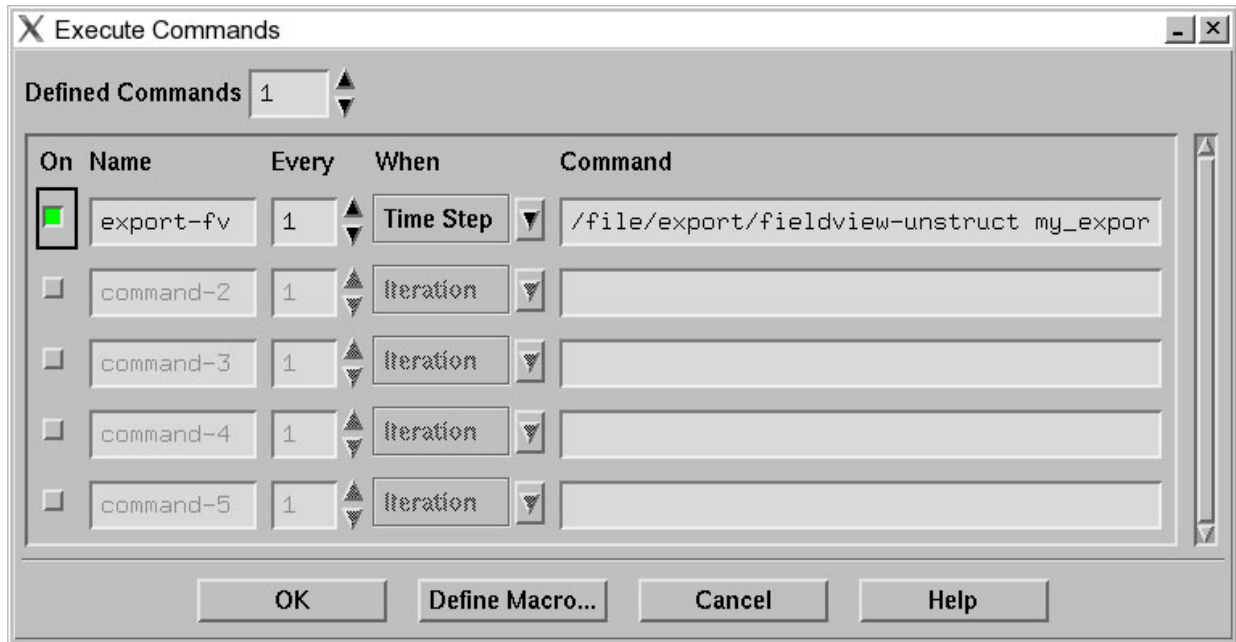 Execute Commands
Defined Commands 1
On Name Every When Command
export-fv 1 Time Step /file/export/fieldview-unstruct my_expor
command-2 1 Iteration
command-3 1 Iteration
command-4 1 Iteration
command-5 1 Iteration
OK Define Macro... Cancel Help